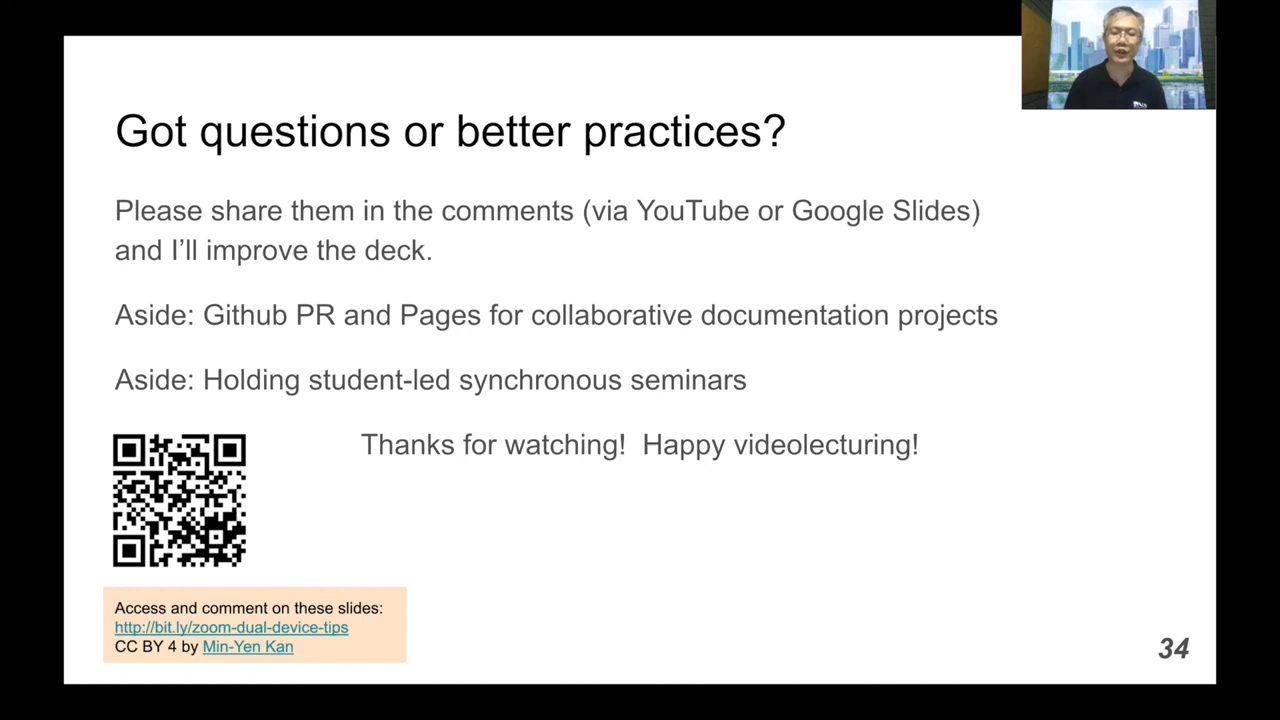 Got questions or better practices?
Please share them in the comments (via YouTube or Google Slides)
and I’ll improve the deck.
Aside: Github PR and Pages for collaborative documentation projects
Aside: Holding student-led synchronous seminars
Thanks for watching!  Happy videolecturing!
Access and comment on these slides:
http://bit.ly/zoom-dual-device-tips
CC BY 4 by Min-Yen Kan
34